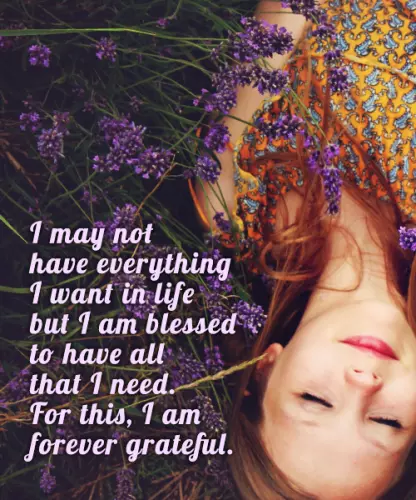 I may not
have everything
I want in life
but I am blessed
to have all
that I need.
For this, I am
forever grateful.